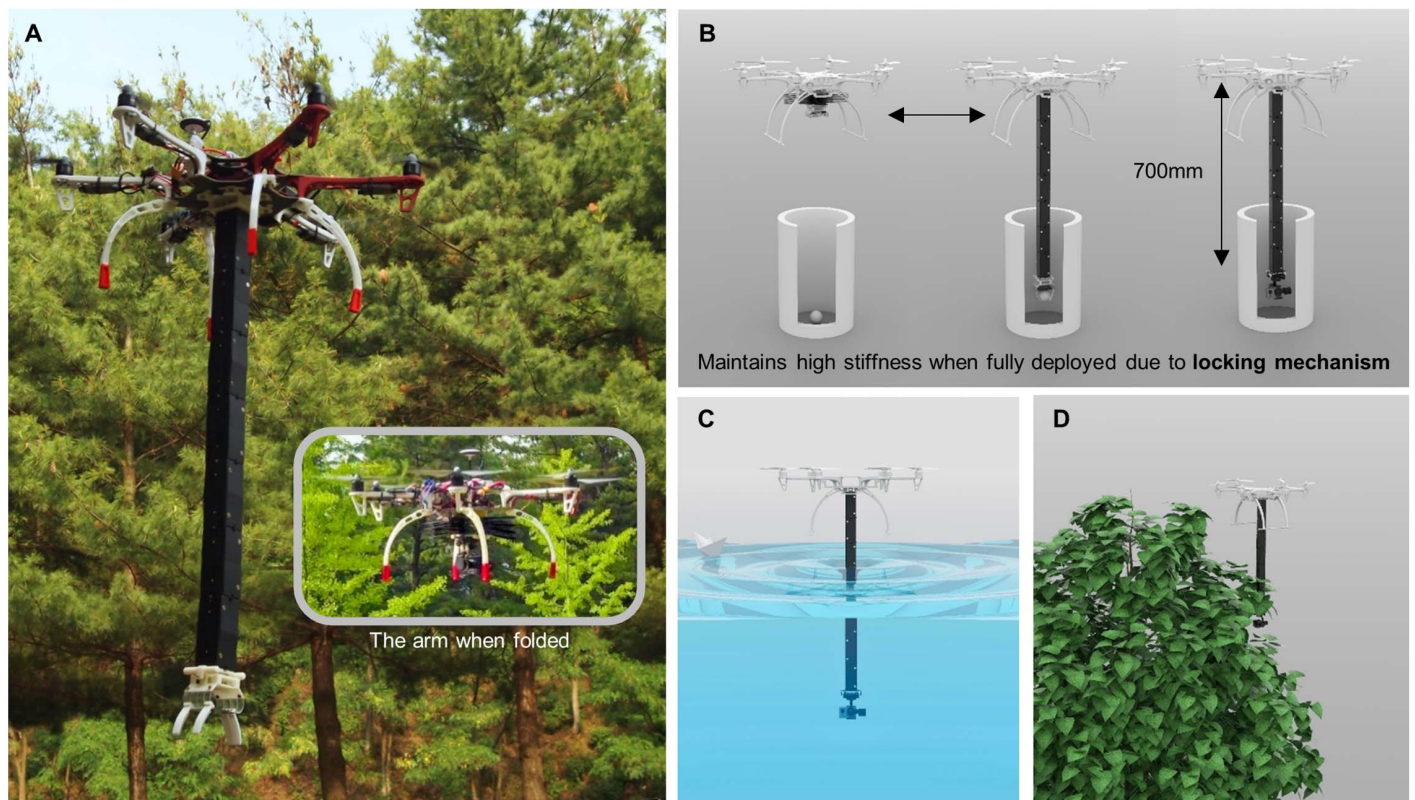 A
The arm when folded
B
700mm
Maintains high stiffness when fully deployed due to locking mechanism
C
D